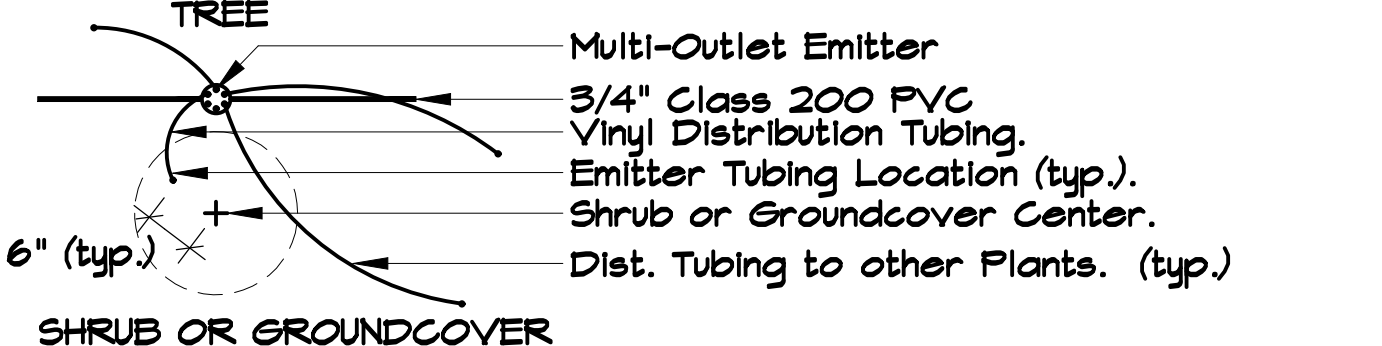 TREE
Multi-Outlet Emitter
3/4" Class 200 PVC
Vinyl Distribution Tubing.
Emitter Tubing Location (typ.).
Shrub or Groundcover Center.
6" (typ.)
Dist. Tubing to other Plants. (typ.)
SHRUB OR GROUNDCOVER